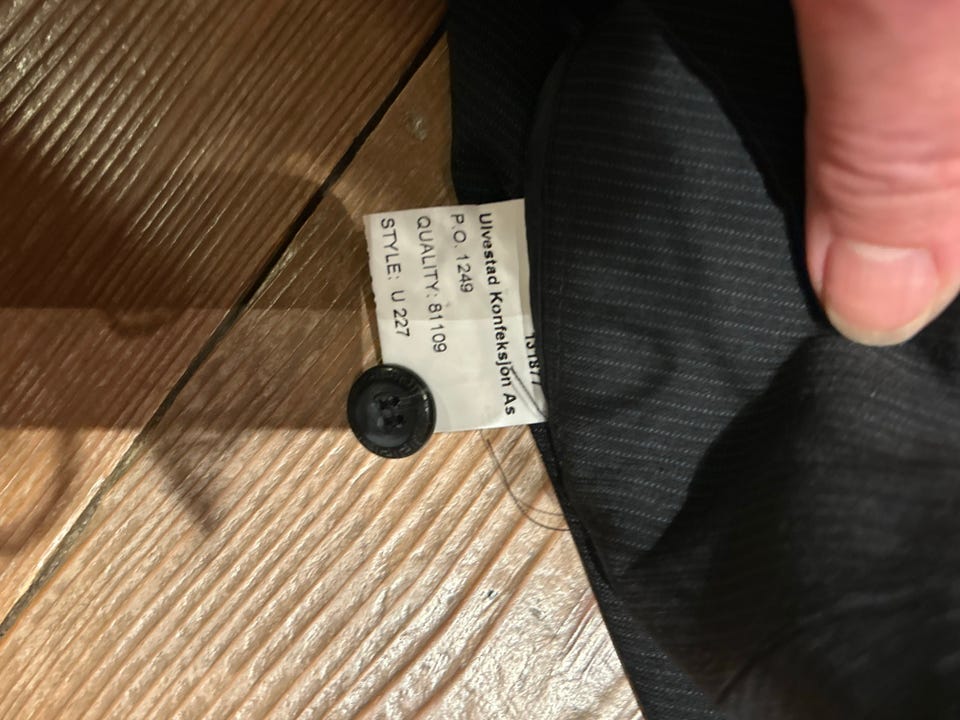 Ulvestad Konfeksjon As
P.O. 1249
QUALITY: 81109
STYLE: U 227